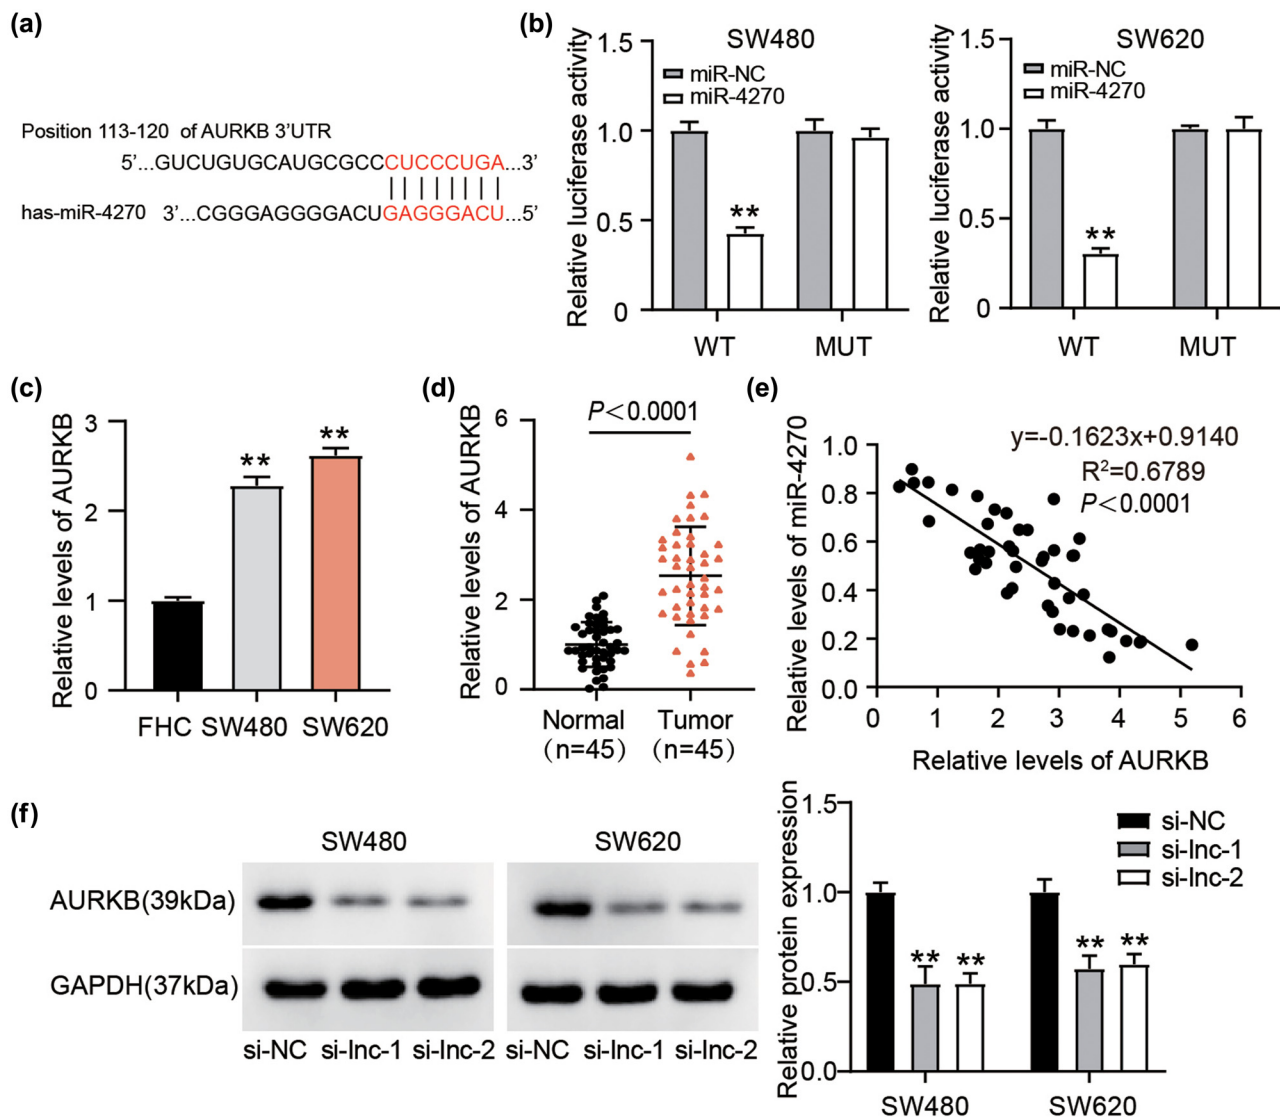 (a)
Position 113-120 of AURKB 3'UTR
5'...GUCUGUGCAUGCGCCCUCCCUGA...3'
has-miR-4270 3'...CGGGAGGGGACUGAGGGACU...5'
(b)
SW480
miR-NC
miR-4270
Relative luciferase activity
1.5
1.0
0.5
0
**
WT MUT
SW620
miR-NC
miR-4270
Relative luciferase activity
1.5
1.0
0.5
0
**
WT MUT
(c)
Relative levels of AURKB
3
2
1
0
**
**
FHC SW480 SW620
(d)
Relative levels of AURKB
6
4
2
0
P<0.0001
Normal Tumor
(n=45) (n=45)
(e)
Relative levels of miR-4270
y=-0.1623x+0.9140
R²=0.6789
P<0.0001
1.0
0.8
0.6
0.4
0.2
0.0
0 1 2 3 4 5 6
Relative levels of AURKB
(f)
SW480 SW620
AURKB(39kDa)
GAPDH(37kDa)
si-NC si-lnc-1 si-lnc-2 si-NC si-lnc-1 si-lnc-2
Relative protein expression
1.5
1.0
0.5
0.0
si-NC
si-lnc-1
si-lnc-2
** ** ** **
SW480 SW620